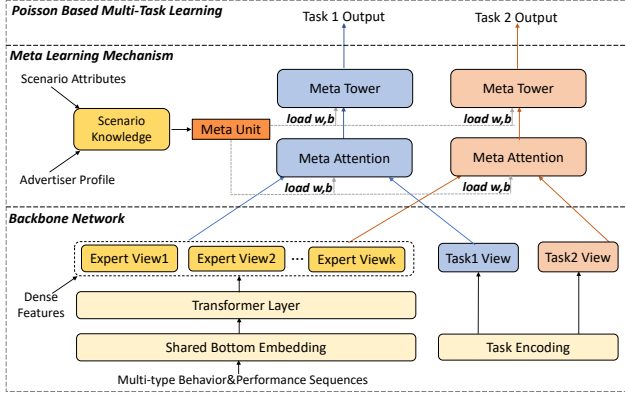 Poisson Based Multi-Task Learning
Task 1 Output
Task 2 Output
Meta Learning Mechanism
Scenario Attributes
Scenario
Knowledge
Advertiser Profile
Meta Unit
Meta Tower
Meta Tower
load w,b
load w,b
Meta Attention
Meta Attention
load w,b
load w,b
Backbone Network
Expert View1
Expert View2
...
Expert Viewk
Task1 View
Task2 View
Dense
Features
Transformer Layer
Shared Bottom Embedding
Task Encoding
Multi-type Behavior&Performance Sequences